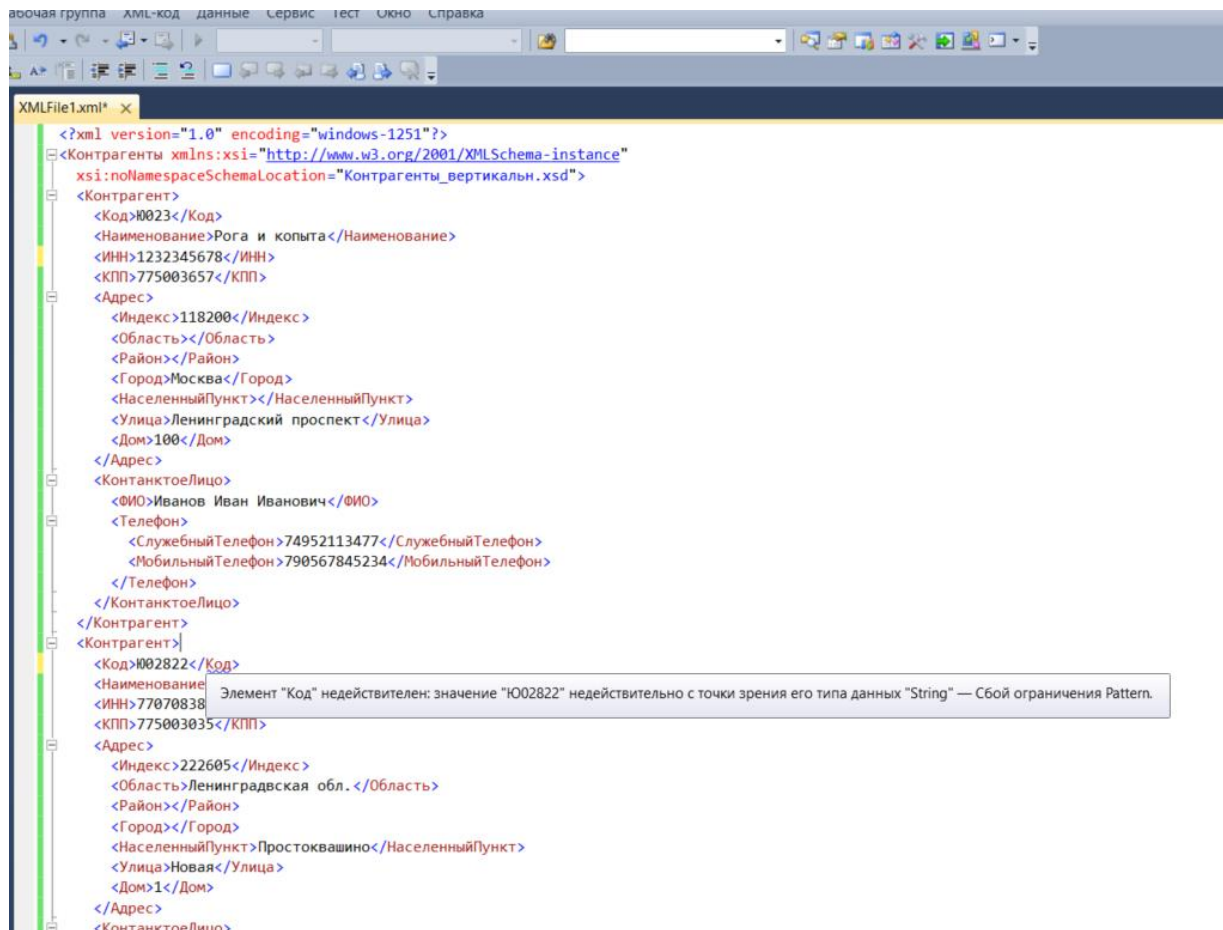 абочая группа XML-код Данные Сервис Тест Окно Справка
XMLFile1.xml*
<?xml version="1.0" encoding="windows-1251"?>
<Контрагенты xmlns:xsi="http://www.w3.org/2001/XMLSchema-instance"
xsi:noNamespaceSchemaLocation="Контрагенты_вертикальн.xsd">
<Контрагент>
<Код>Ю023</Код>
<Наименование>Рога и копыта</Наименование>
<ИНН>1232345678</ИНН>
<КПП>775003657</КПП>
<Адрес>
<Индекс>118200</Индекс>
<Область></Область>
<Район></Район>
<Город>Москва</Город>
<НаселенныйПункт></НаселенныйПункт>
<Улица>Ленинградский проспект</Улица>
<Дом>100</Дом>
</Адрес>
<КонтанктоеЛицо>
<ФИО>Иванов Иван Иванович</ФИО>
<Телефон>
<СлужебныйТелефон>74952113477</СлужебныйТелефон>
<МобильныйТелефон>790567845234</МобильныйТелефон>
</Телефон>
</КонтанктоеЛицо>
</Контрагент>
<Контрагент>
<Код>Ю02822</Код>
<Наименование
Элемент "Код" недействителен: значение "Ю02822" недействительно с точки зрения его типа данных "String" — Сбой ограничения Pattern.
<ИНН>77070838
<КПП>775003035</КПП>
<Адрес>
<Индекс>222605</Индекс>
<Область>Ленинградвская обл.</Область>
<Район></Район>
<Город></Город>
<НаселенныйПункт>Простоквашино</НаселенныйПункт>
<Улица>Новая</Улица>
<Дом>1</Дом>
</Адрес>
<КонтанктоеЛицо>